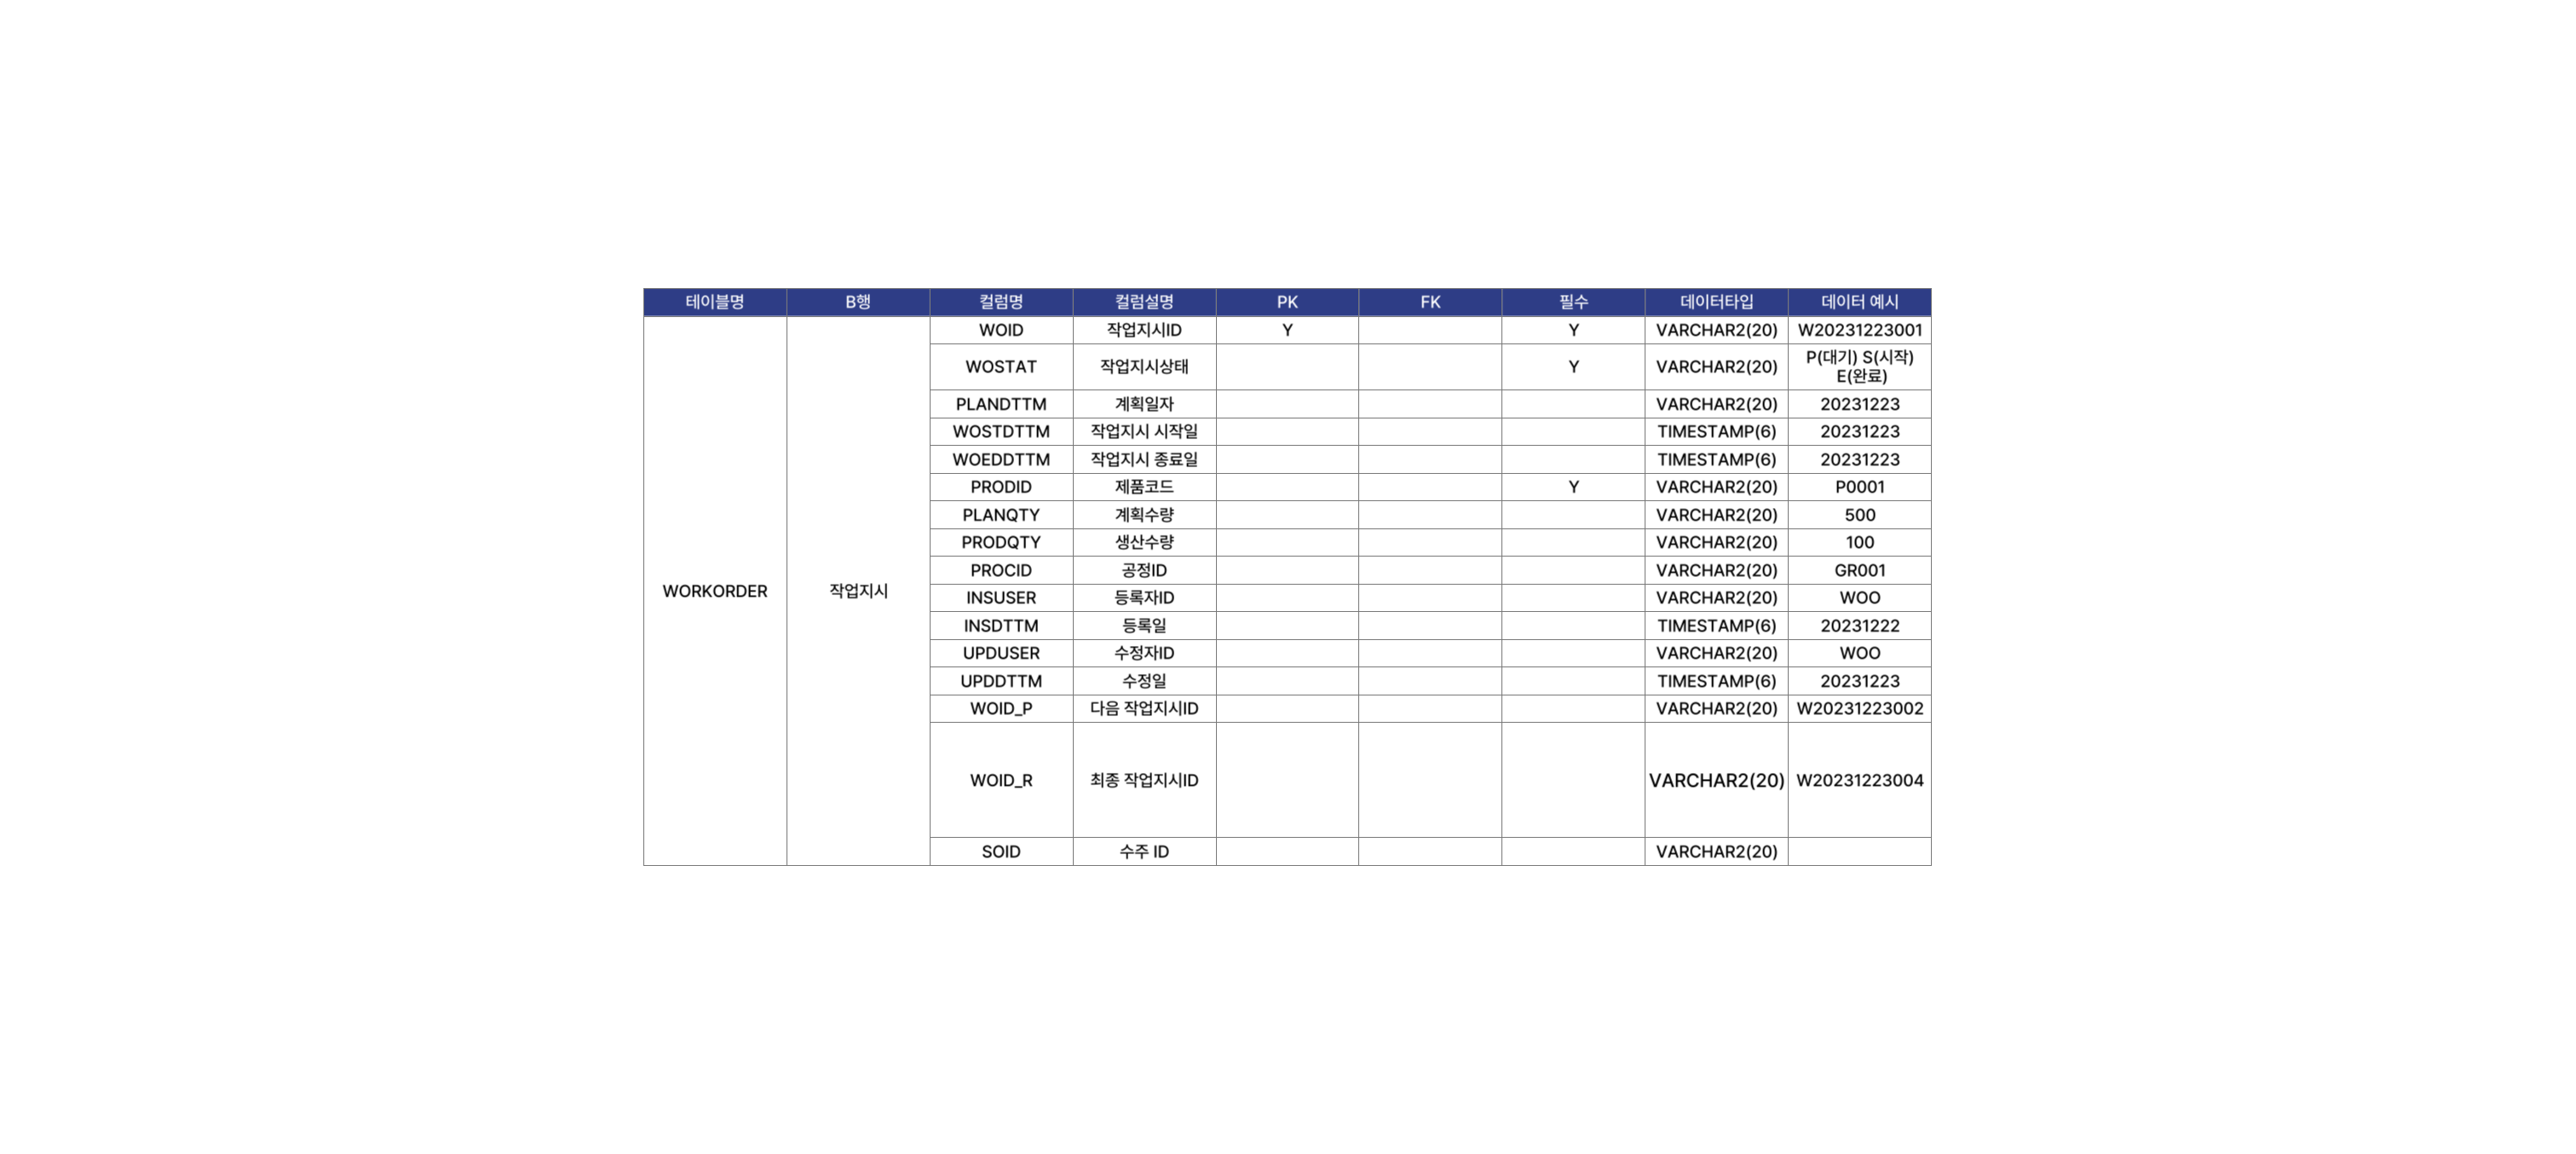 테이블명 B행 컬럼명 컬럼설명 PK FK 필수 데이터타입 데이터 예시
WORKORDER 작업지시 WOID 작업지시ID Y Y VARCHAR2(20) W20231223001
WOSTAT 작업지시상태 Y VARCHAR2(20) P(대기) S(시작)
E(완료)
PLANDTTM 계획일자 VARCHAR2(20) 20231223
WOSTDTTM 작업지시 시작일 TIMESTAMP(6) 20231223
WOEDDTTM 작업지시 종료일 TIMESTAMP(6) 20231223
PRODID 제품코드 Y VARCHAR2(20) P0001
PLANQTY 계획수량 VARCHAR2(20) 500
PRODQTY 생산수량 VARCHAR2(20) 100
PROCID 공정ID VARCHAR2(20) GR001
INSUSER 등록자ID VARCHAR2(20) WOO
INSDTTM 등록일 TIMESTAMP(6) 20231222
UPDUSER 수정자ID VARCHAR2(20) WOO
UPDDTTM 수정일 TIMESTAMP(6) 20231223
WOID_P 다음 작업지시ID VARCHAR2(20) W20231223002
WOID_R 최종 작업지시ID VARCHAR2(20) W20231223004
SOID 수주 ID VARCHAR2(20)